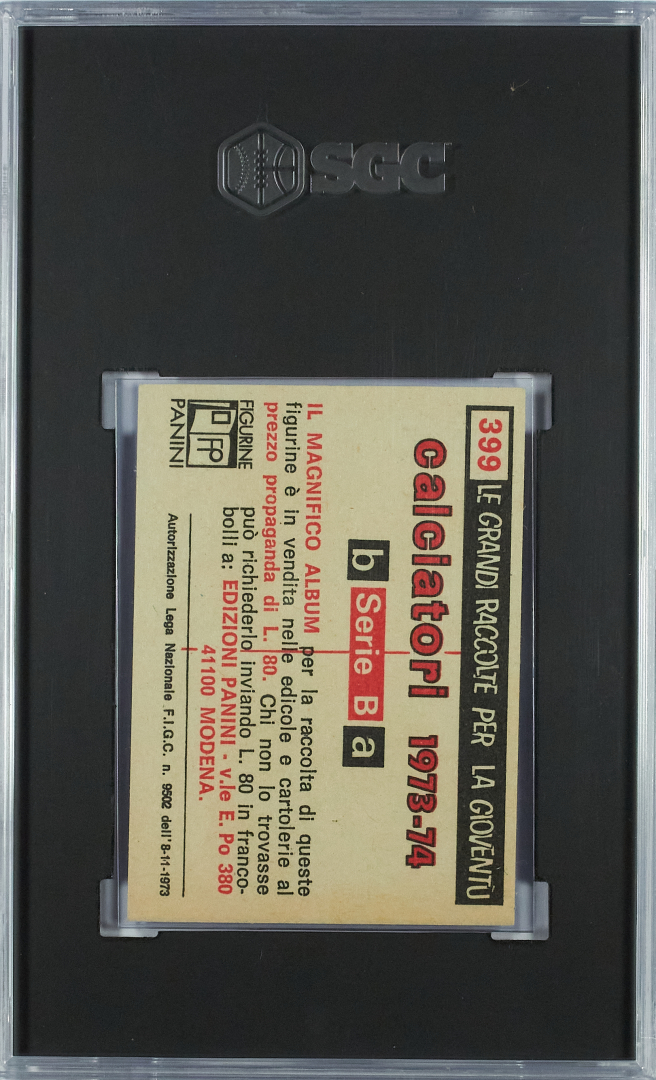 SGC
399 LE GRANDI RACCOLTE PER LA GIOVENTÙ
calciatori 1973-74
b Serie B a
IL MAGNIFICO ALBUM per la raccolta di queste
figurine è in vendita nelle edicole e cartolerie al
prezzo propaganda di L. 80. Chi non lo trovasse
può richiederlo inviando L. 80 in franco-
bolli a: EDIZIONI PANINI - v.le E. Po 380
41100 MODENA.
FIGURINE
FP
PANINI
Autorizzazione Lega Nazionale F.I.G.C. n. 9502 dell'8-11-1973